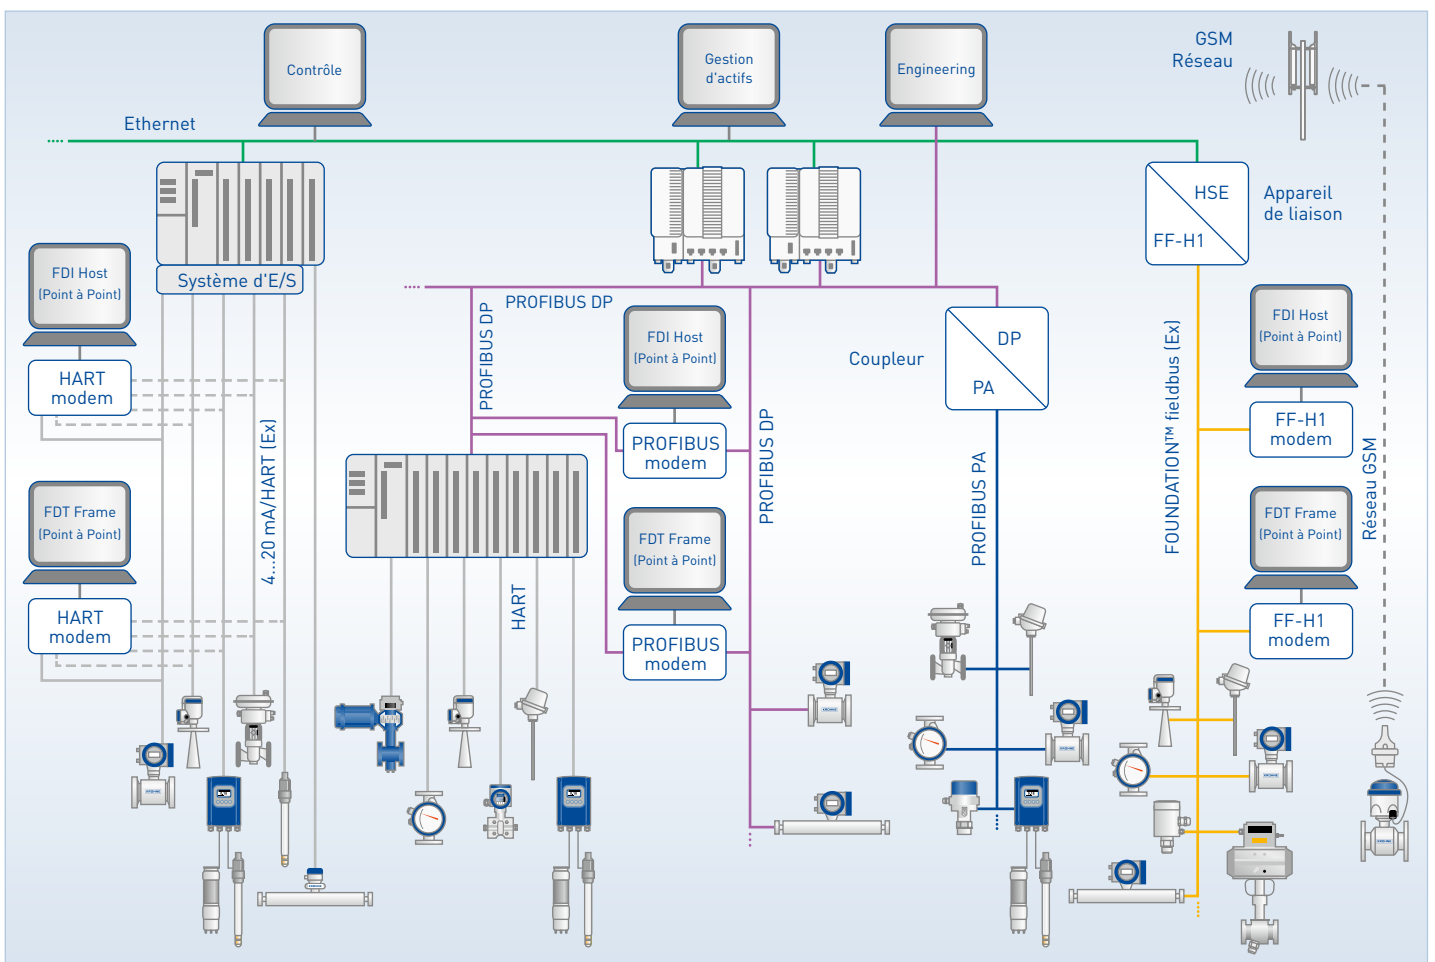 Contrôle
Gestion
d'actifs
Engineering
GSM
Réseau
Ethernet
HSE
FF-H1
Appareil
de liaison
Système d'E/S
FDI Host
(Point à Point)
HART
modem
FDT Frame
(Point à Point)
HART
modem
4...20 mA/HART (Ex)
PROFIBUS DP
PROFIBUS DP
HART
FDI Host
(Point à Point)
PROFIBUS
modem
FDT Frame
(Point à Point)
PROFIBUS
modem
PROFIBUS DP
Coupleur
DP
PA
PROFIBUS PA
FOUNDATION™ fieldbus (Ex)
FDI Host
(Point à Point)
FF-H1
modem
FDT Frame
(Point à Point)
FF-H1
modem
Réseau GSM